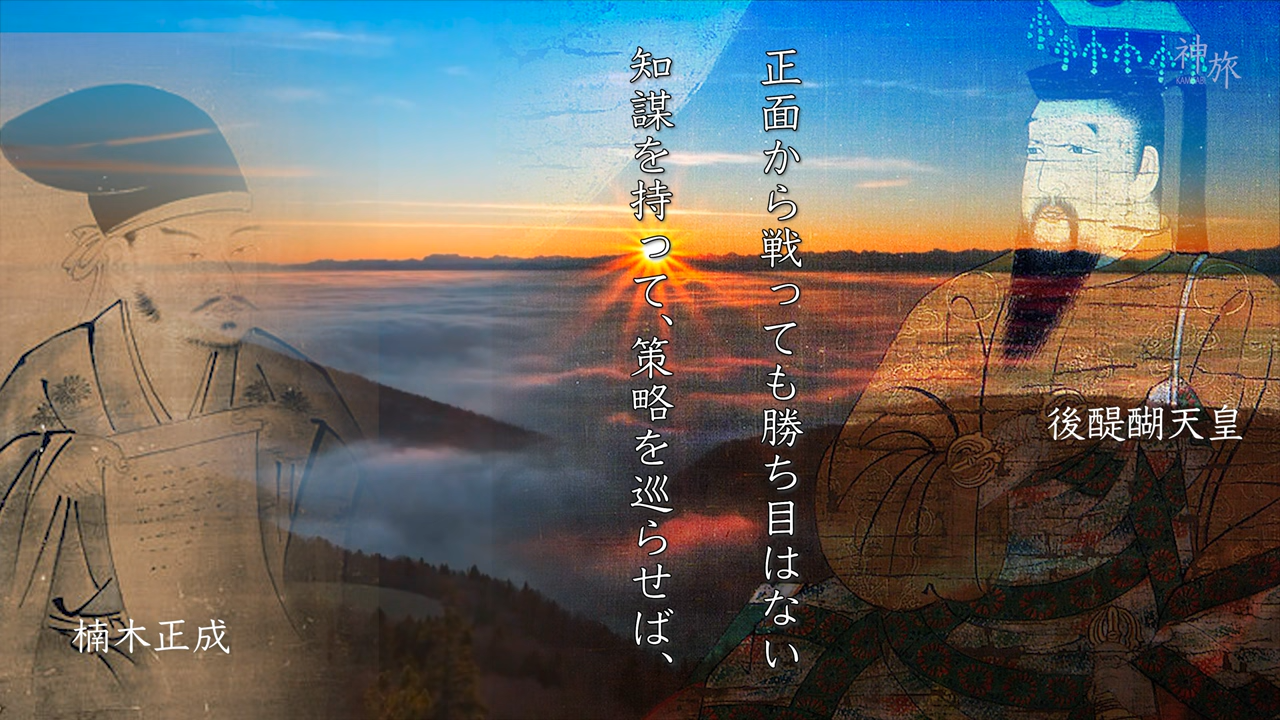 正面から戦っても勝ち目はない
知謀を持って、策略を巡らせば、
後醍醐天皇
楠木正成
神旅